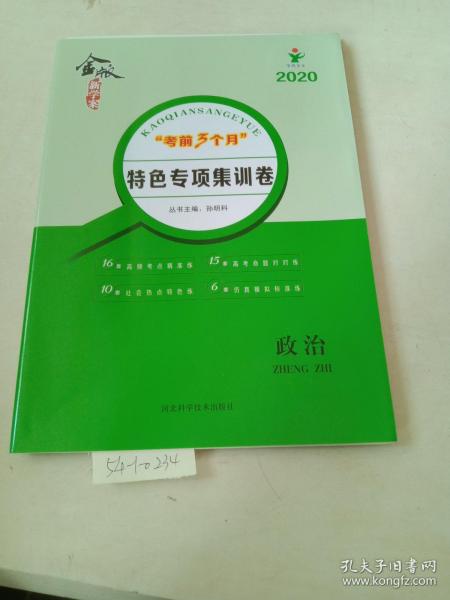 金版
新学案
2020
KAOQIANSANGEYUE
“考前3个月”
特色专项集训卷
丛书主编：孙明科
16套 高频考点精准练
15套 高考命题对对练
10套 社会热点特色练
6套 仿真模拟标准练
政治
ZHENG ZHI
河北科学技术出版社
54-1-0234
孔夫子旧书网
www.kongfz.com